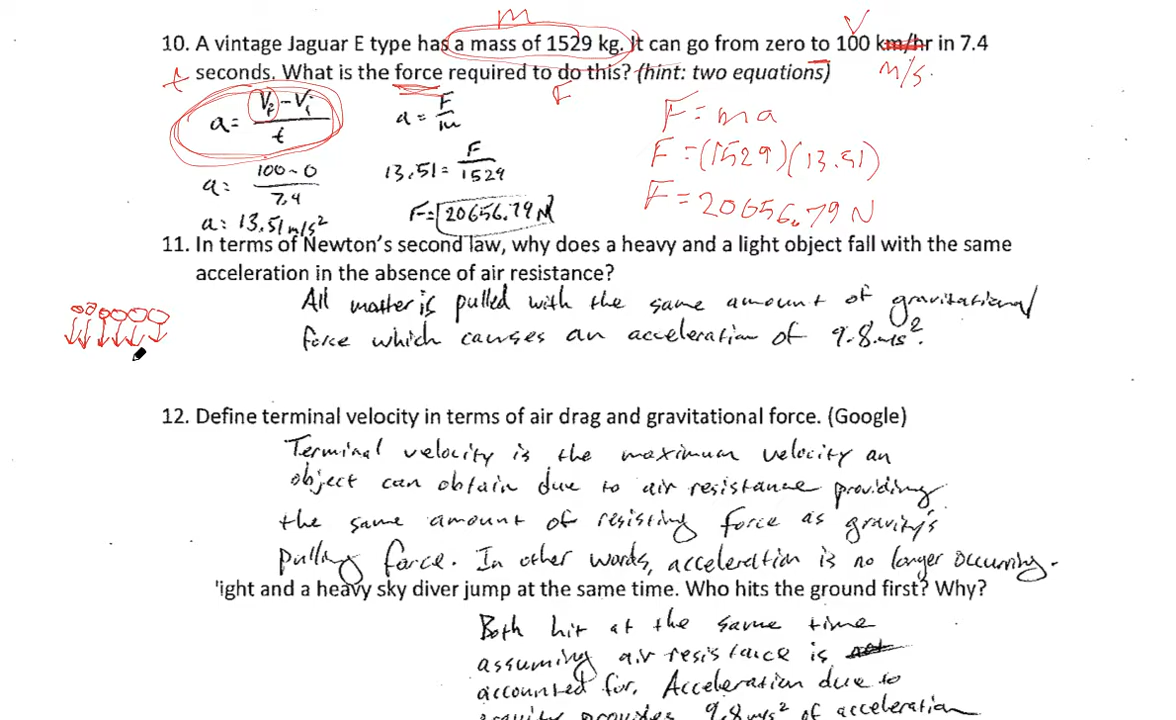 m
V
10. A vintage Jaguar E type has a mass of 1529 kg. It can go from zero to 100 km/hr in 7.4
t seconds. What is the force required to do this? (hint: two equations) m/s.
F
a = Vf - Vi / t
a = F/m
F = ma
a = 100 - 0 / 7.4
13.51 = F / 1529
F = (1529)(13.51)
a = 13.51 m/s²
F = 20656.79 N
F = 20656.79 N
11. In terms of Newton's second law, why does a heavy and a light object fall with the same
acceleration in the absence of air resistance?
All matter is pulled with the same amount of gravitational
force which causes an acceleration of 9.8 m/s².
12. Define terminal velocity in terms of air drag and gravitational force. (Google)
Terminal velocity is the maximum velocity an
object can obtain due to air resistance providing
the same amount of resisting force as gravity's
pulling force. In other words, acceleration is no longer occurring.
ight and a heavy sky diver jump at the same time. Who hits the ground first? Why?
Both hit at the same time
assuming air resistance is not
accounted for. Acceleration due to
gravity provides 9.8 m/s² of acceleration